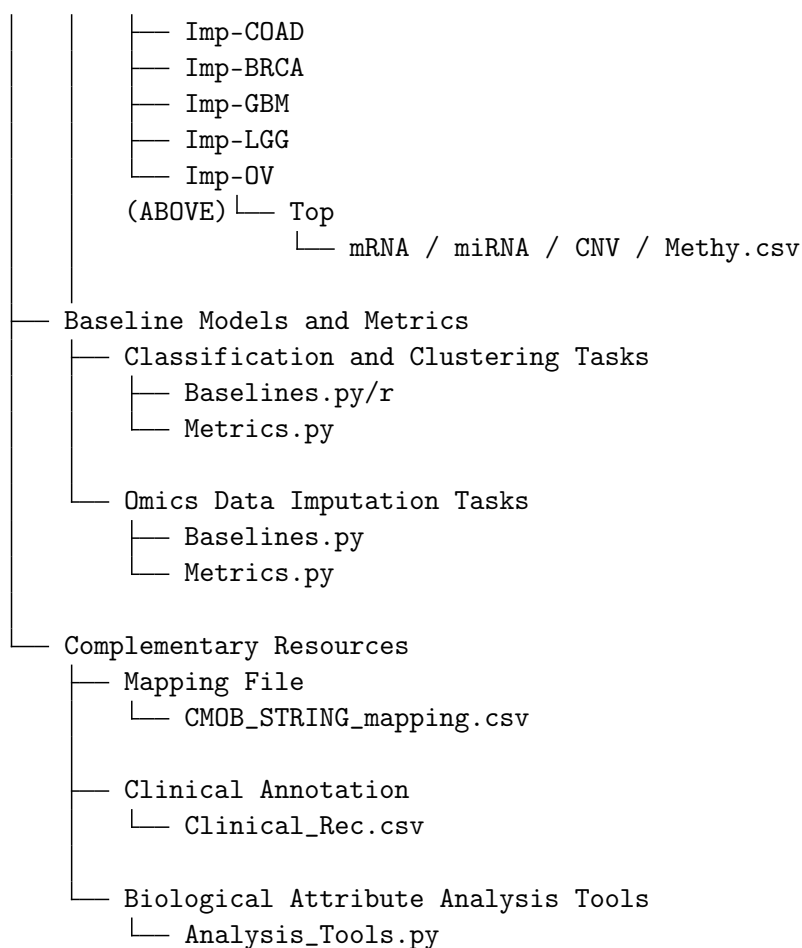 Imp-COAD
Imp-BRCA
Imp-GBM
Imp-LGG
Imp-OV
(ABOVE) Top
mRNA / miRNA / CNV / Methy.csv
Baseline Models and Metrics
Classification and Clustering Tasks
Baselines.py/r
Metrics.py
Omics Data Imputation Tasks
Baselines.py
Metrics.py
Complementary Resources
Mapping File
CMOB_STRING_mapping.csv
Clinical Annotation
Clinical_Rec.csv
Biological Attribute Analysis Tools
Analysis_Tools.py